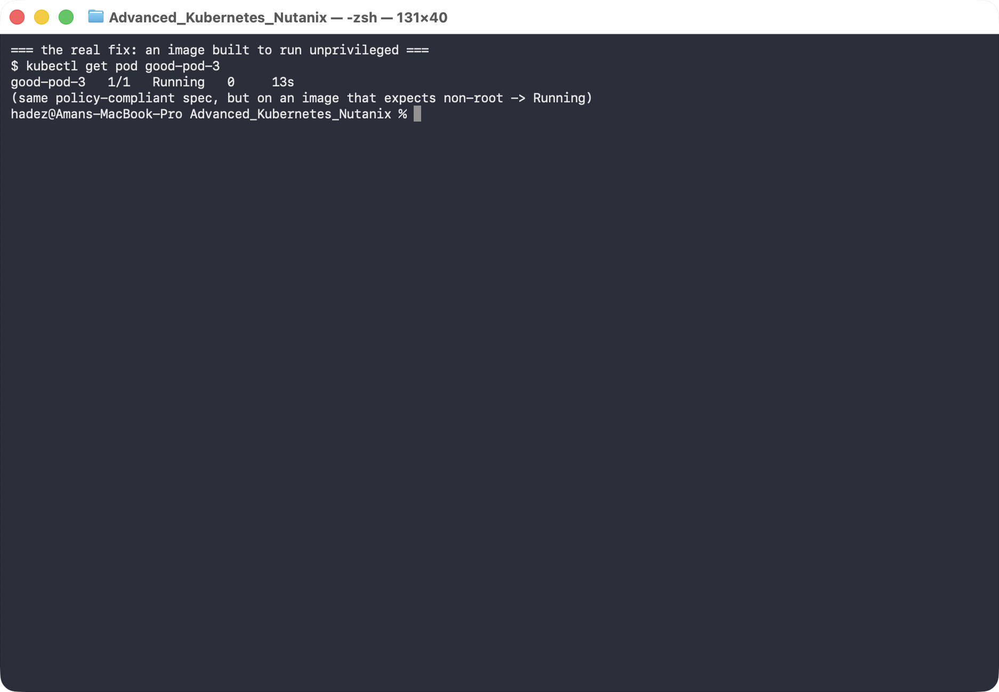 Advanced_Kubernetes_Nutanix — -zsh — 131×40
=== the real fix: an image built to run unprivileged ===
$ kubectl get pod good-pod-3
good-pod-3   1/1   Running   0     13s
(same policy-compliant spec, but on an image that expects non-root -> Running)
hadez@Amans-MacBook-Pro Advanced_Kubernetes_Nutanix %